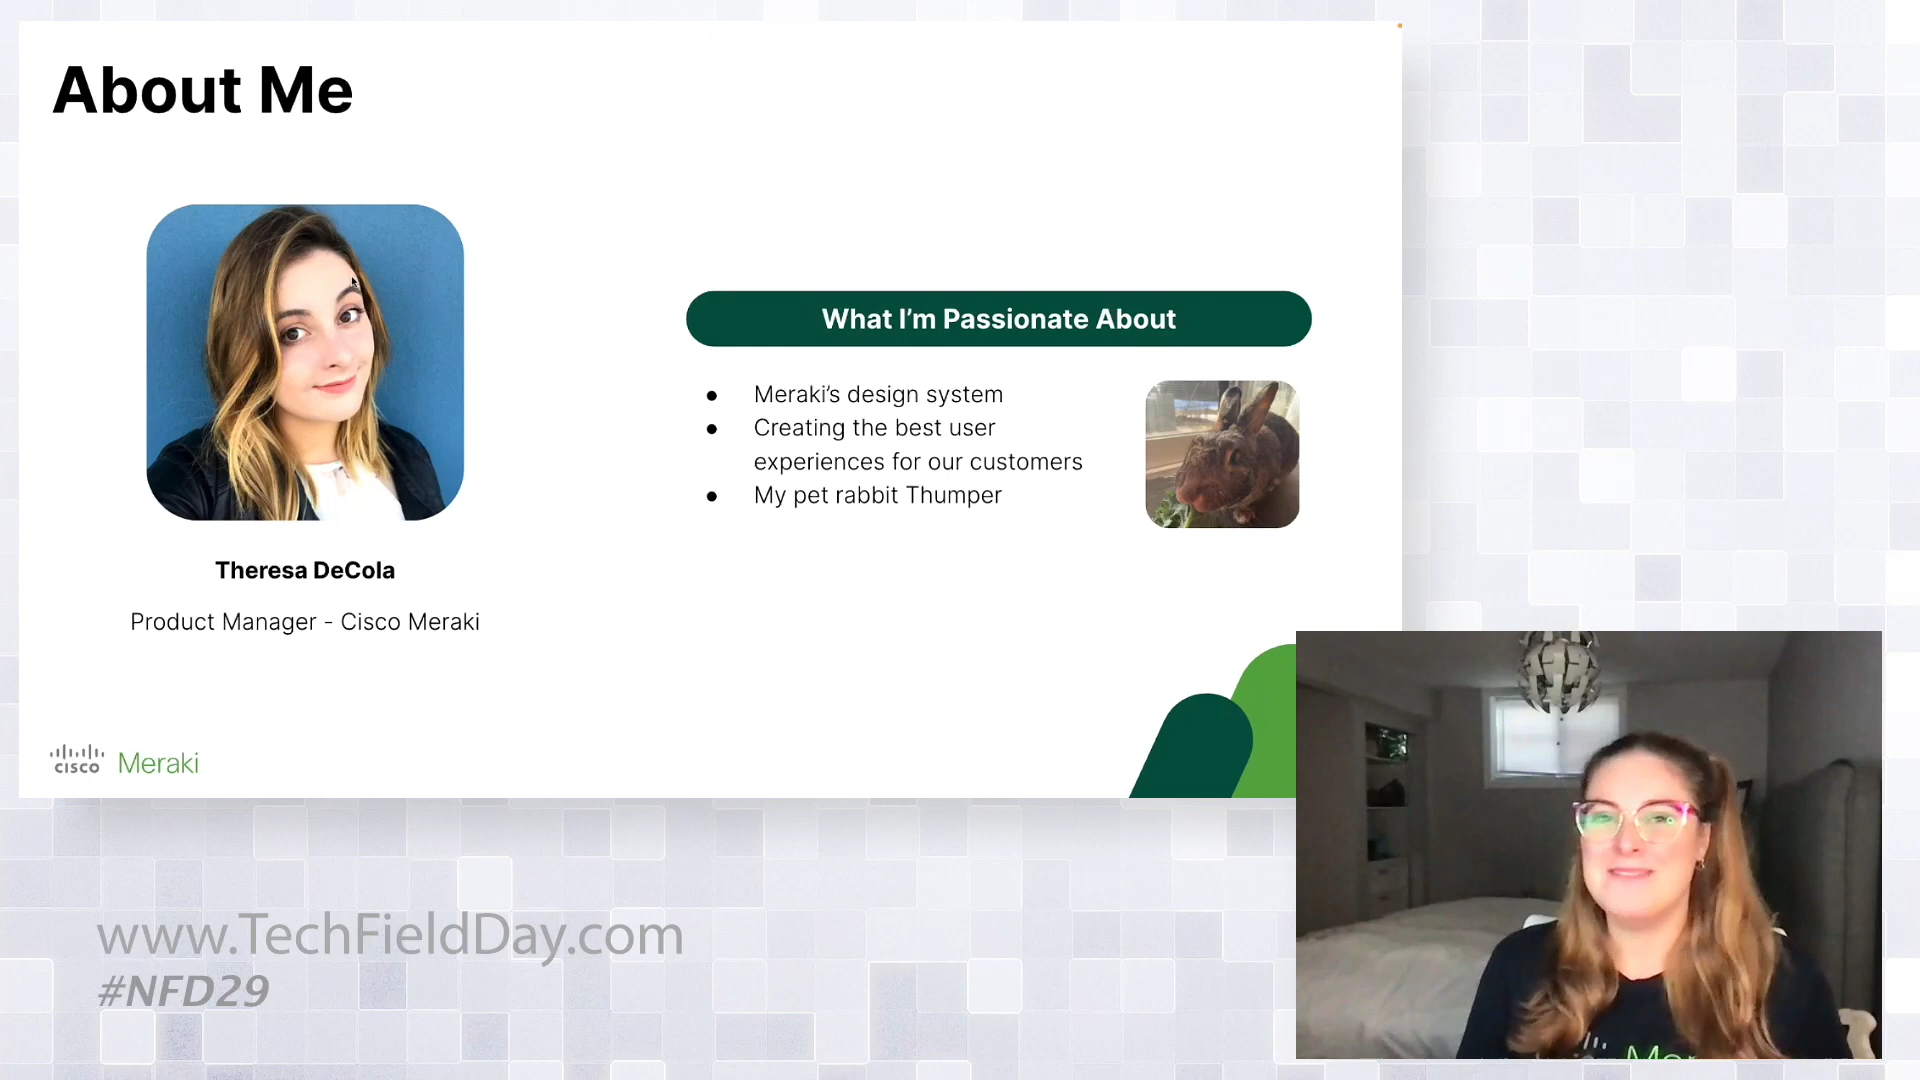 About Me
What I'm Passionate About
● Meraki's design system
● Creating the best user
experiences for our customers
● My pet rabbit Thumper
Theresa DeCola
Product Manager - Cisco Meraki
CISCO Meraki
www.TechFieldDay.com
#NFD29